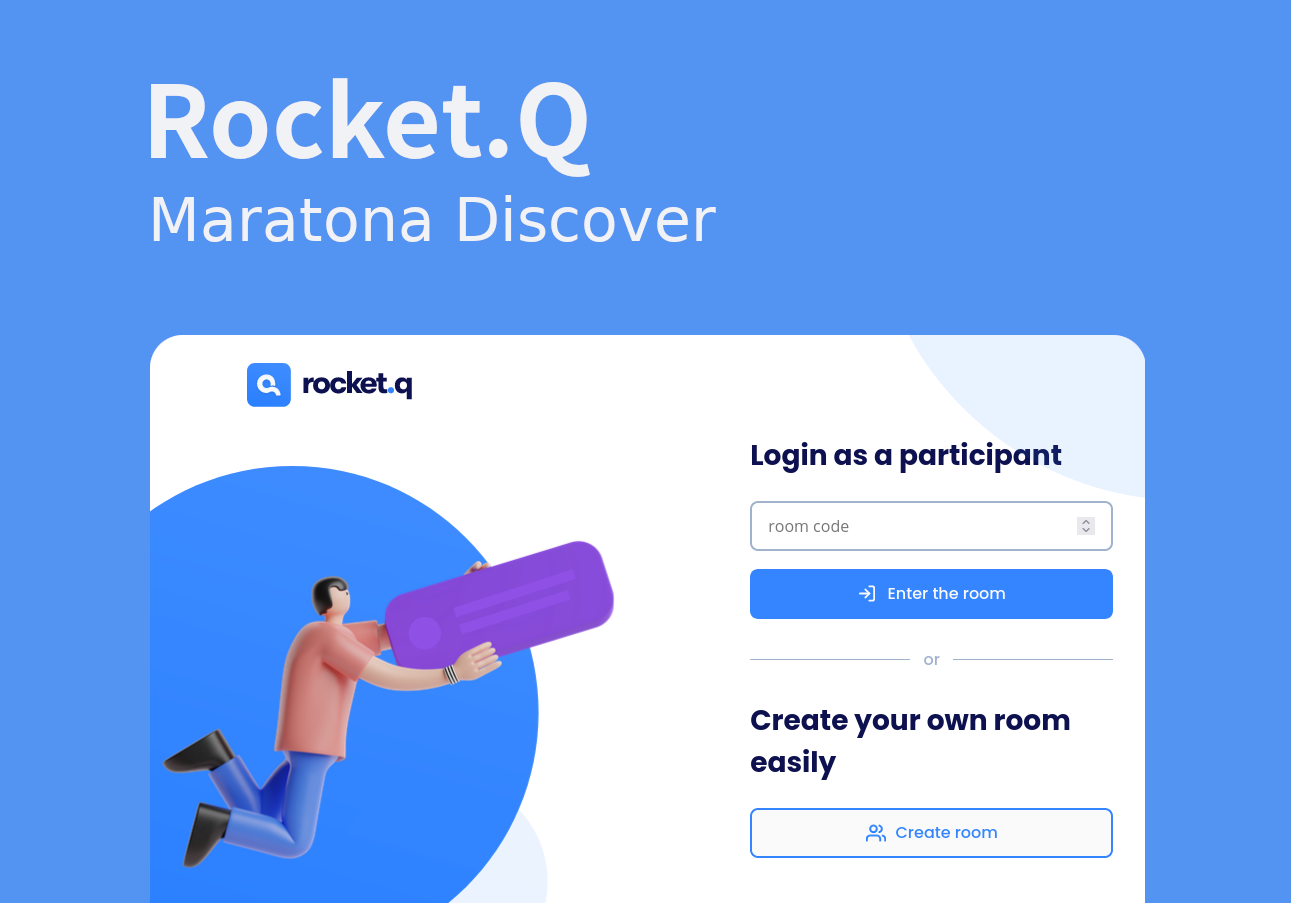 Rocket.Q
Maratona Discover
rocket.q
Login as a participant
room code
Enter the room
or
Create your own room
easily
Create room